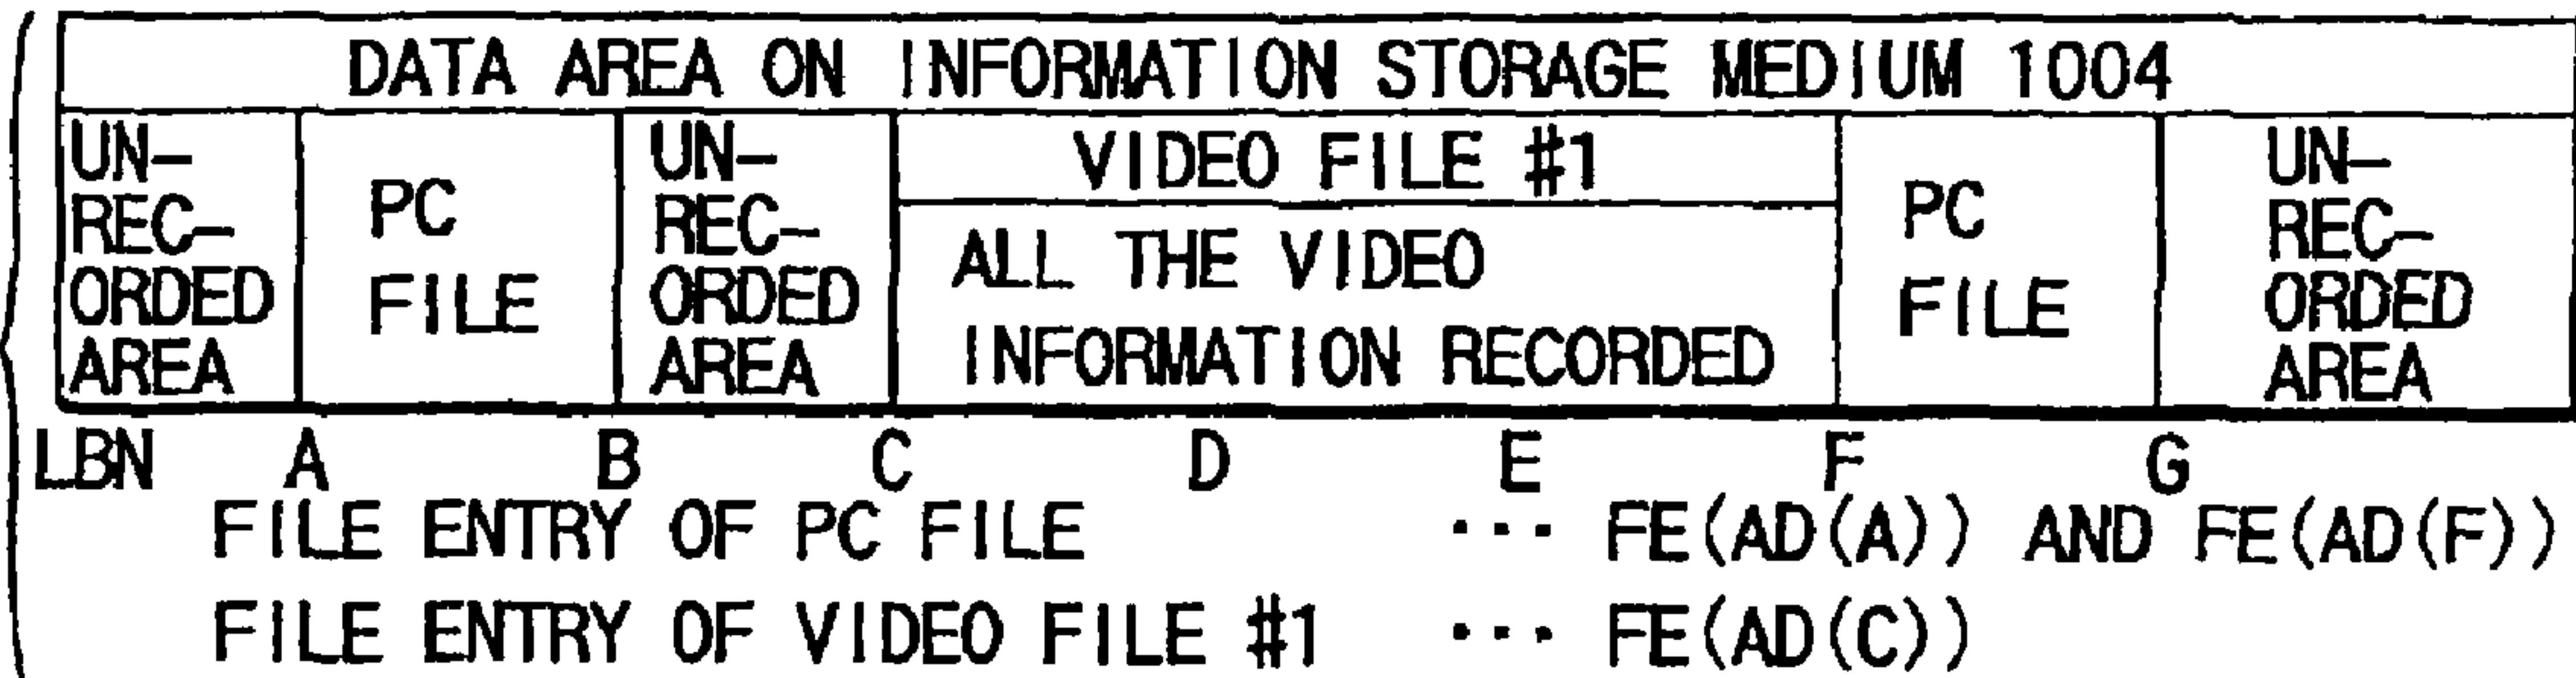 DATA AREA ON INFORMATION STORAGE MEDIUM 1004
UN-
REC-
ORDED
AREA
PC
FILE
UN-
REC-
ORDED
AREA
VIDEO FILE #1
ALL THE VIDEO
INFORMATION RECORDED
PC
FILE
UN-
REC-
ORDED
AREA
LBN A B C D E F G
FILE ENTRY OF PC FILE ··· FE(AD(A)) AND FE(AD(F))
FILE ENTRY OF VIDEO FILE #1 ··· FE(AD(C))